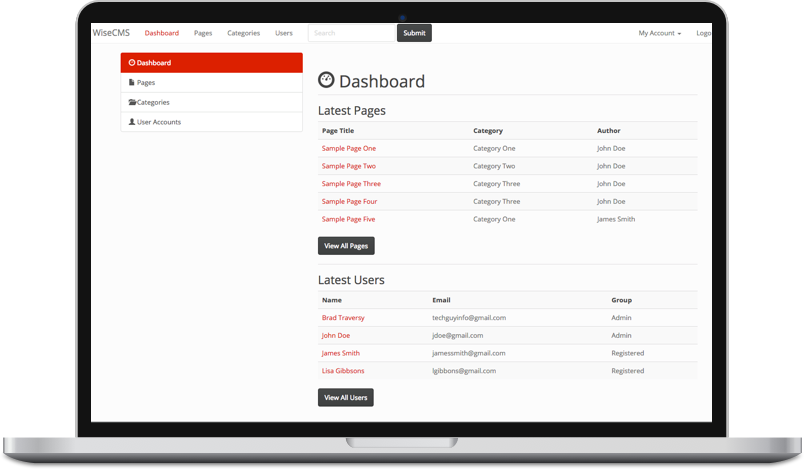 WiseCMS Dashboard Pages Categories Users Search Submit My Account Logo
Dashboard
Pages
Categories
User Accounts
Dashboard
Latest Pages
Page Title Category Author
Sample Page One Category One John Doe
Sample Page Two Category Two John Doe
Sample Page Three Category Three John Doe
Sample Page Four Category Three John Doe
Sample Page Five Category One James Smith
View All Pages
Latest Users
Name Email Group
Brad Traversy techguyinfo@gmail.com Admin
John Doe jdoe@gmail.com Admin
James Smith jamessmith@gmail.com Registered
Lisa Gibbsons lgibbons@gmail.com Registered
View All Users